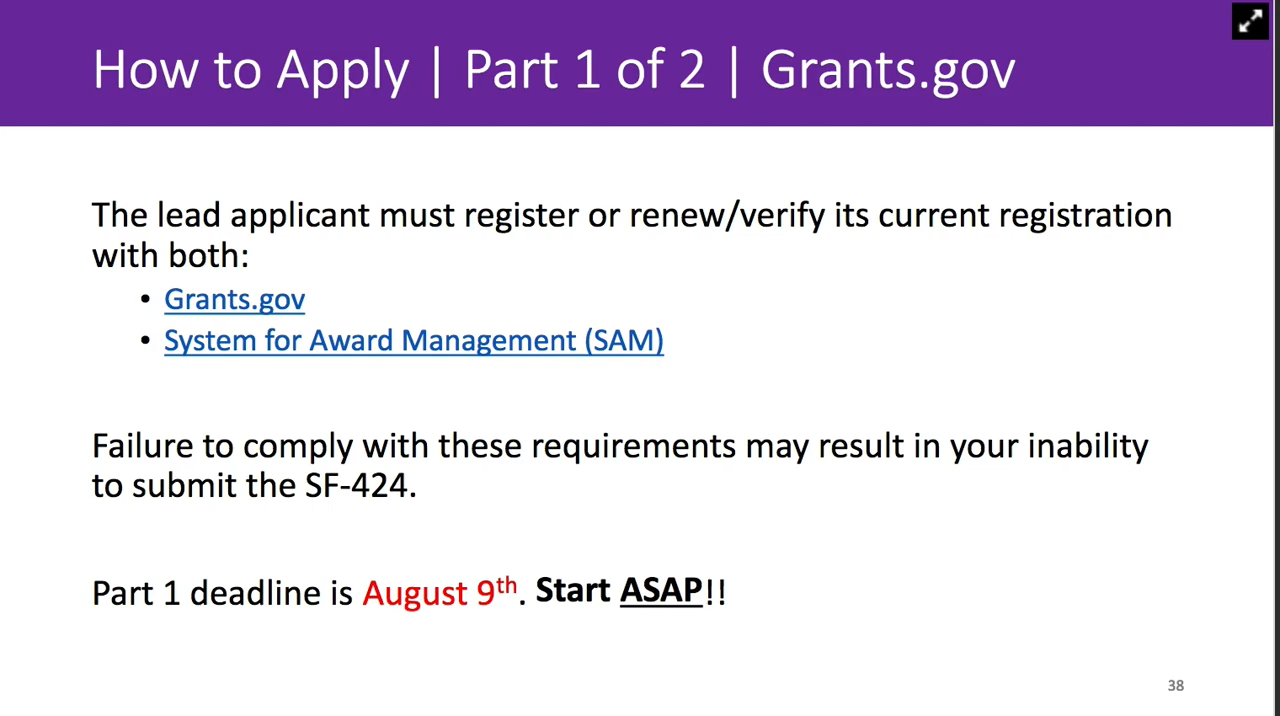 How to Apply | Part 1 of 2 | Grants.gov
The lead applicant must register or renew/verify its current registration
with both:
• Grants.gov
• System for Award Management (SAM)
Failure to comply with these requirements may result in your inability
to submit the SF-424.
Part 1 deadline is August 9th. Start ASAP!!
38